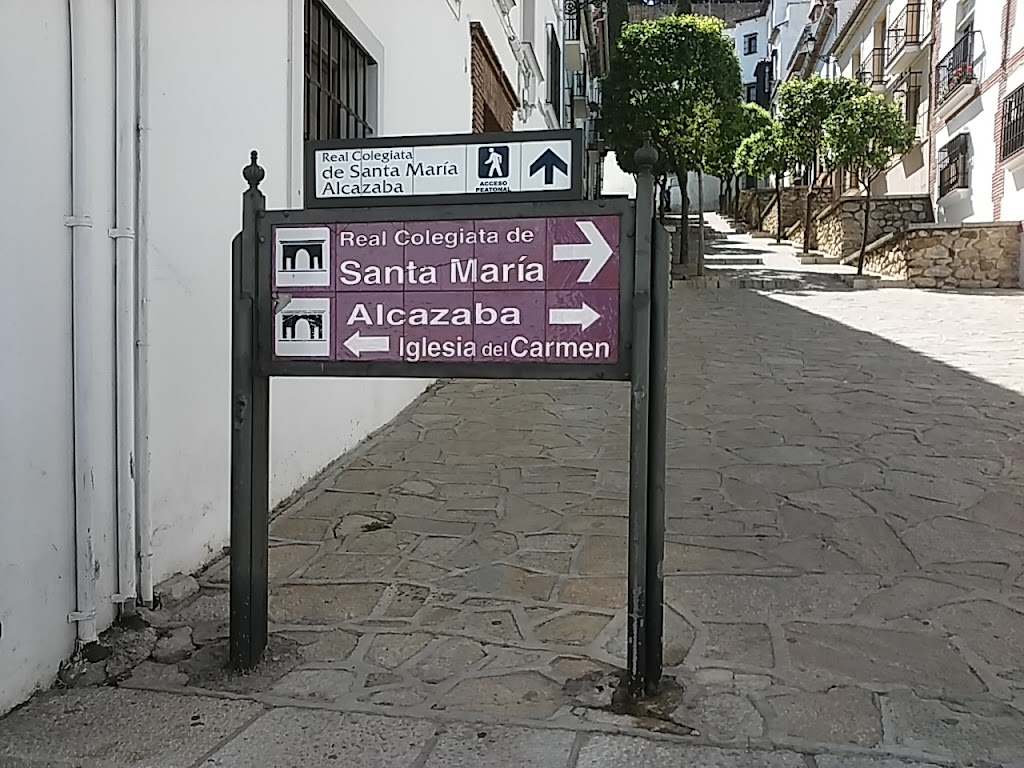 Real Colegiata
de Santa María
Alcazaba
ACCESO
PEATONAL
Real Colegiata de
Santa María
Alcazaba
Iglesia del Carmen